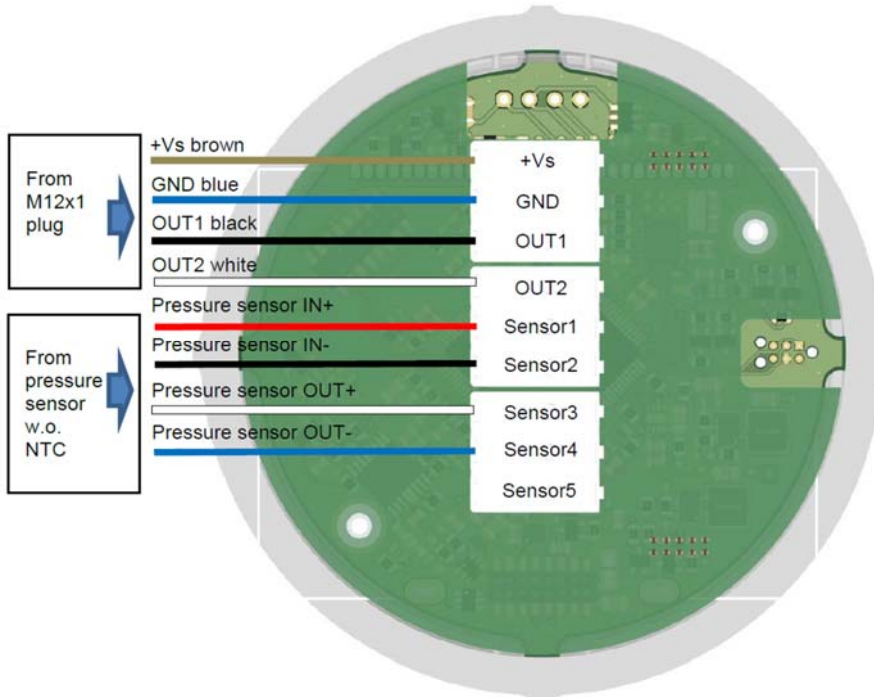 +Vs brown
GND blue
OUT1 black
OUT2 white
From
M12x1
plug
Pressure sensor IN+
Pressure sensor IN-
Pressure sensor OUT+
Pressure sensor OUT-
From
pressure
sensor
w.o.
NTC
+Vs
GND
OUT1
OUT2
Sensor1
Sensor2
Sensor3
Sensor4
Sensor5